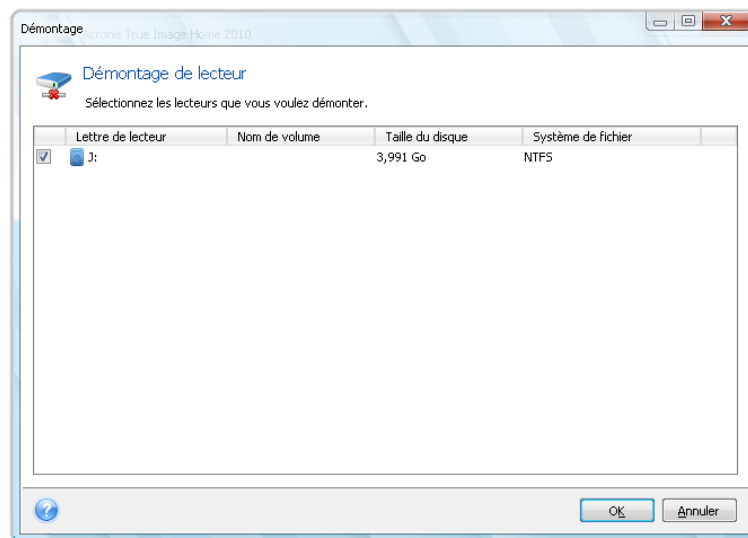 Démontage
Acronis True Image Home 2010
Démontage de lecteur
Sélectionnez les lecteurs que vous voulez démonter.
Lettre de lecteur Nom de volume Taille du disque Système de fichier
J: 3,991 Go NTFS
OK Annuler